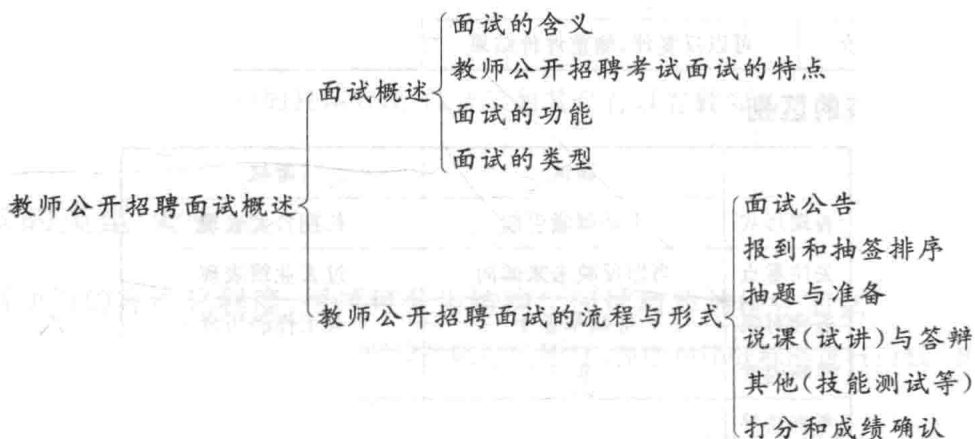 教师公开招聘面试概述
面试概述
面试的含义
教师公开招聘考试面试的特点
面试的功能
面试的类型
教师公开招聘面试的流程与形式
面试公告
报到和抽签排序
抽题与准备
说课(试讲)与答辩
其他(技能测试等)
打分和成绩确认